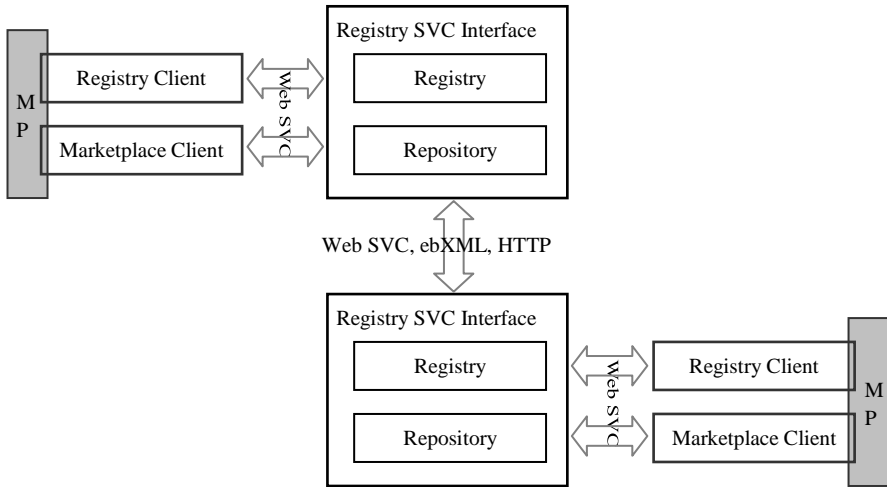 Registry SVC Interface
M
P
Registry Client
Marketplace Client
Web SVC
Registry
Repository
Web SVC, ebXML, HTTP
Registry SVC Interface
Registry
Repository
Web SVC
Registry Client
Marketplace Client
M
P